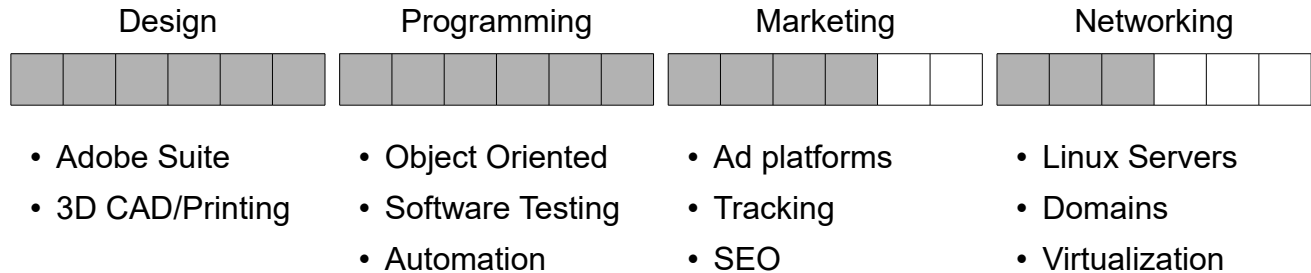 Design
Programming
Marketing
Networking
• Adobe Suite
• 3D CAD/Printing
• Object Oriented
• Software Testing
• Automation
• Ad platforms
• Tracking
• SEO
• Linux Servers
• Domains
• Virtualization